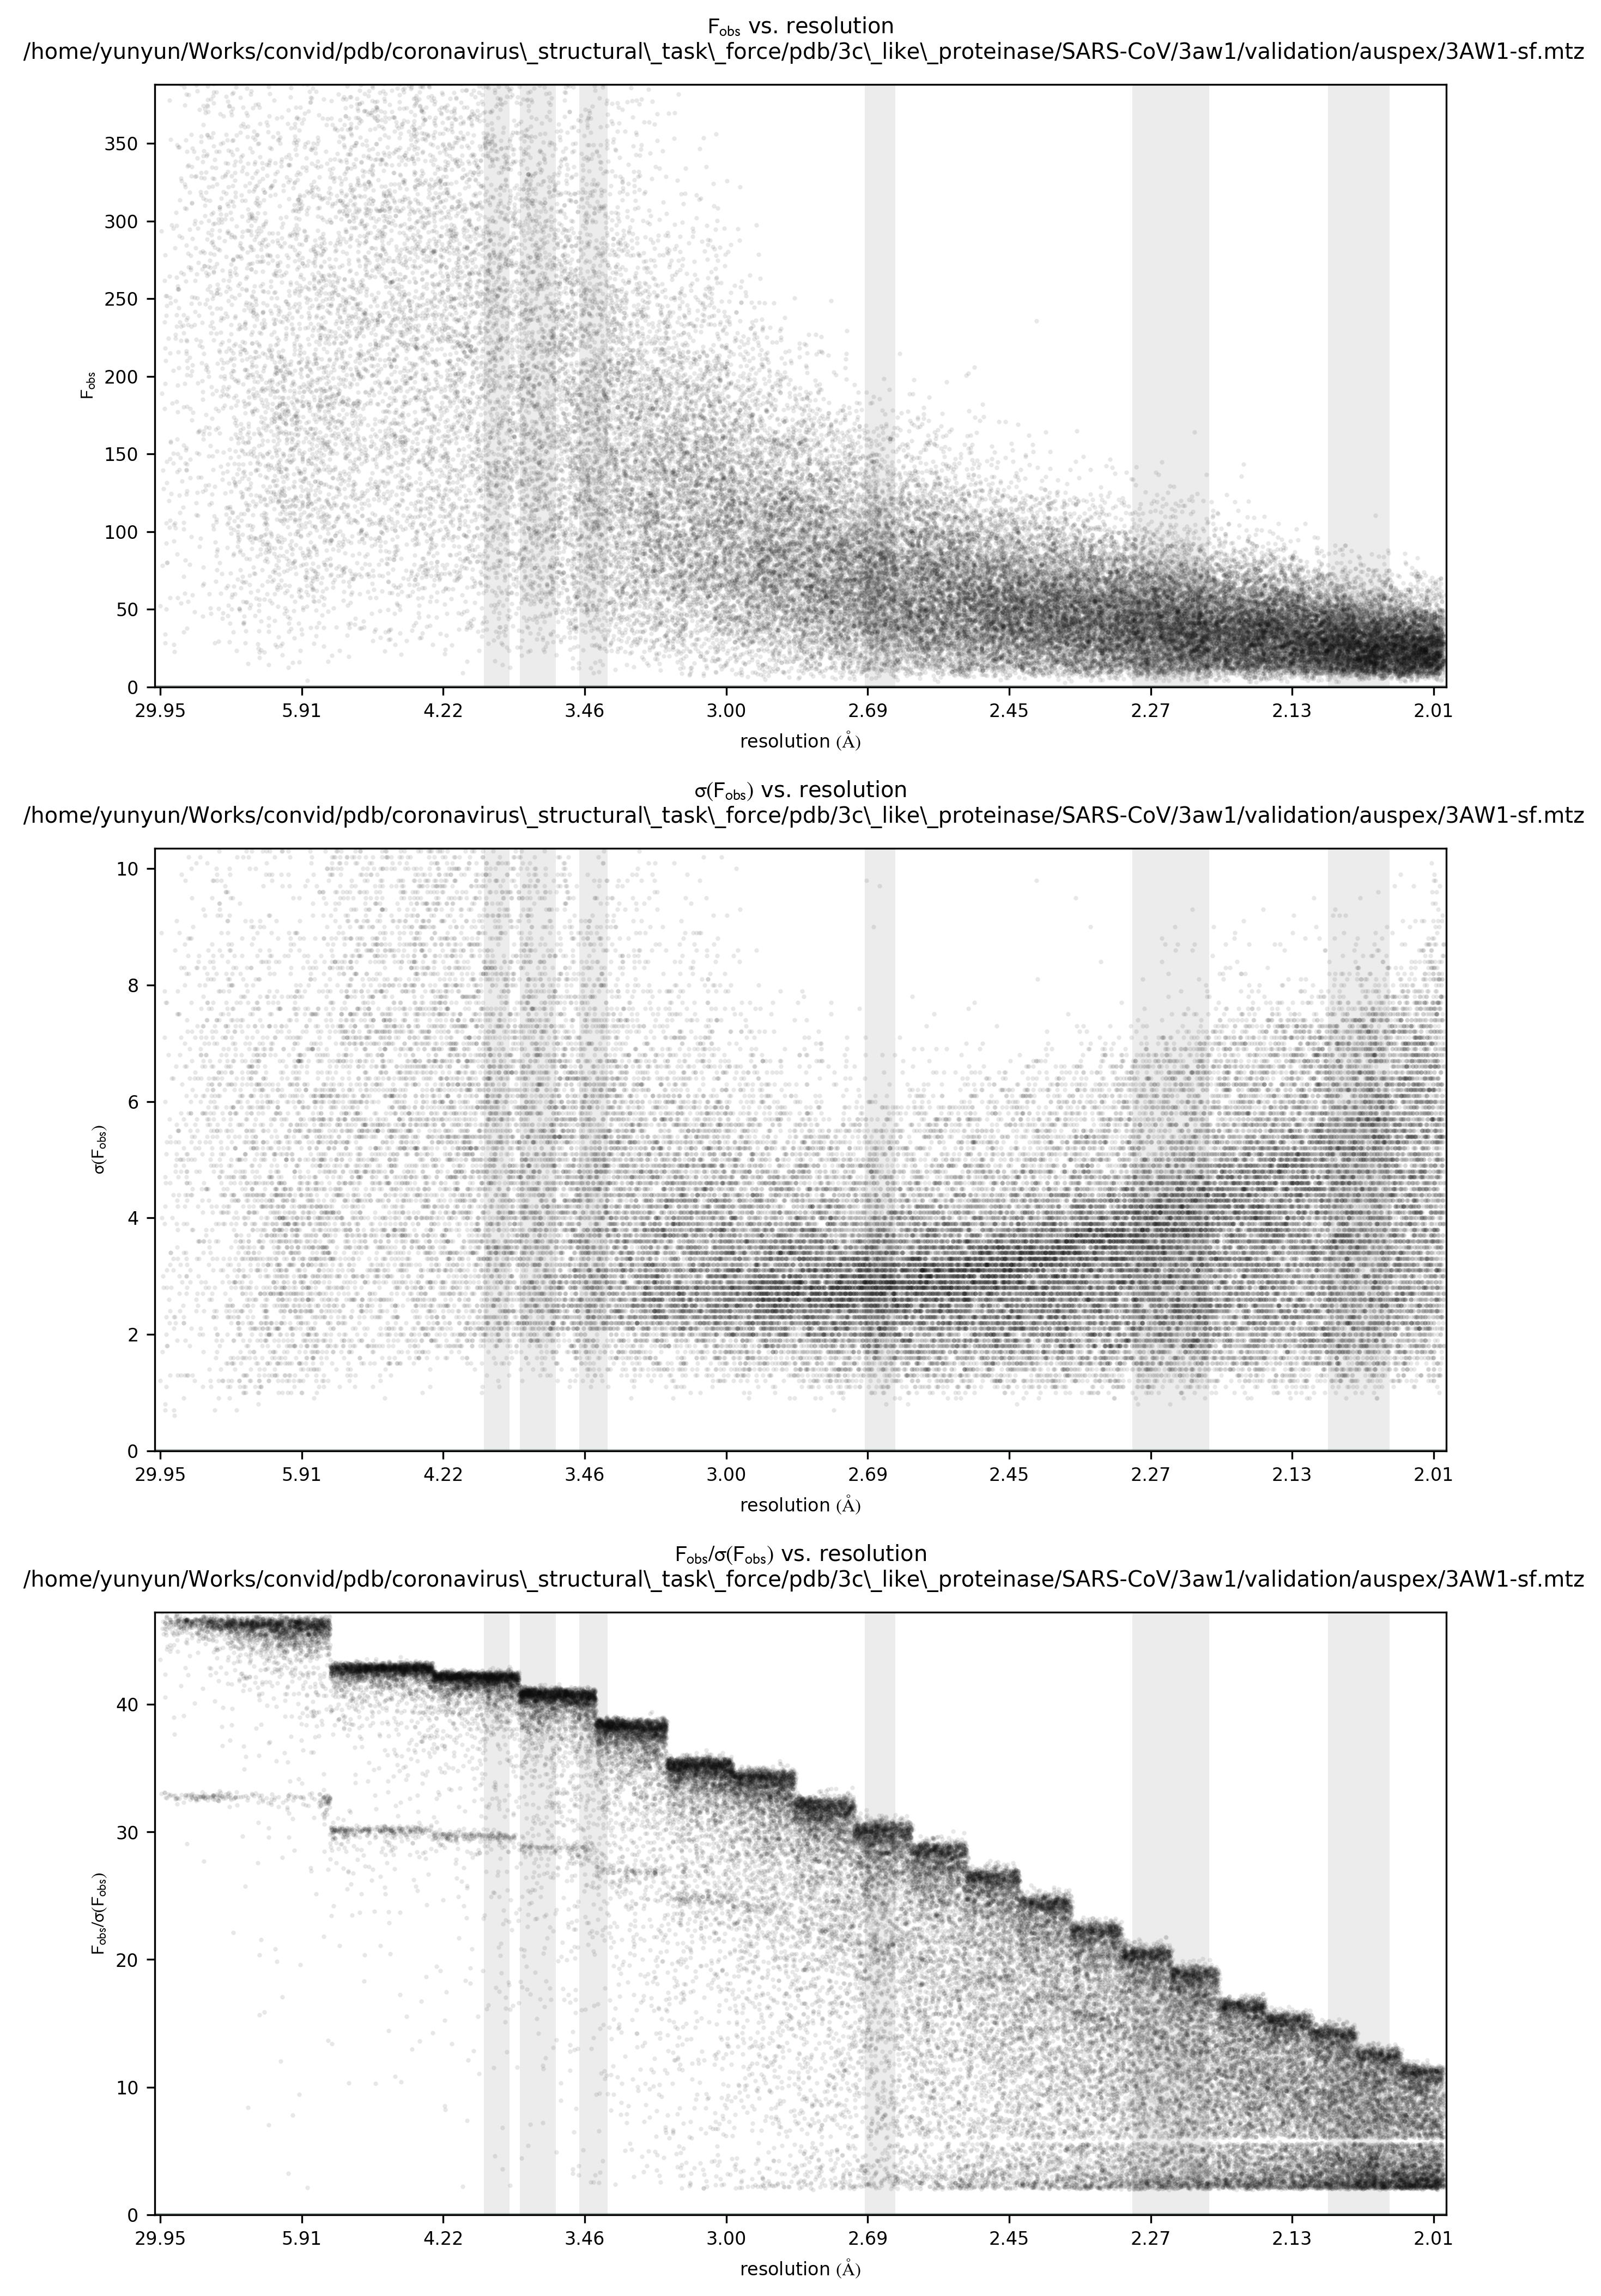 Fobs vs. resolution
/home/yunyun/Works/convid/pdb/coronavirus\_structural\_task\_force/pdb/3c\_like\_proteinase/SARS-CoV/3aw1/validation/auspex/3AW1-sf.mtz
350
300
250
200
150
100
50
0
Fobs
29.95 5.91 4.22 3.46 3.00 2.69 2.45 2.27 2.13 2.01
resolution (Å)
σ(Fobs) vs. resolution
/home/yunyun/Works/convid/pdb/coronavirus\_structural\_task\_force/pdb/3c\_like\_proteinase/SARS-CoV/3aw1/validation/auspex/3AW1-sf.mtz
10
8
6
4
2
0
σ(Fobs)
29.95 5.91 4.22 3.46 3.00 2.69 2.45 2.27 2.13 2.01
resolution (Å)
Fobs/σ(Fobs) vs. resolution
/home/yunyun/Works/convid/pdb/coronavirus\_structural\_task\_force/pdb/3c\_like\_proteinase/SARS-CoV/3aw1/validation/auspex/3AW1-sf.mtz
40
30
20
10
0
Fobs/σ(Fobs)
29.95 5.91 4.22 3.46 3.00 2.69 2.45 2.27 2.13 2.01
resolution (Å)